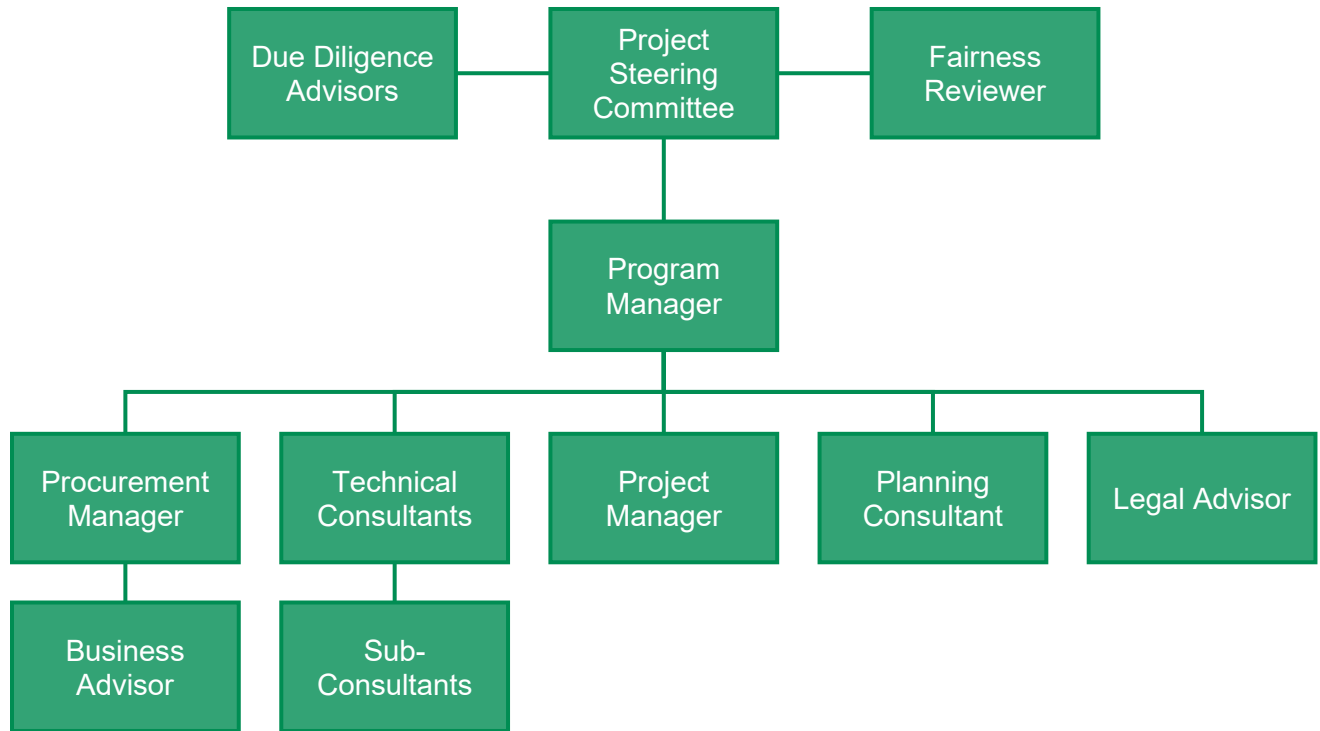 Due Diligence
Advisors
Project
Steering
Committee
Fairness
Reviewer
Program
Manager
Procurement
Manager
Technical
Consultants
Project
Manager
Planning
Consultant
Legal Advisor
Business
Advisor
Sub-
Consultants